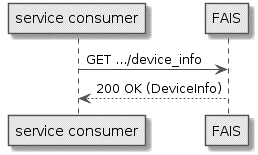 service consumer FAIS
GET .../device_info
200 OK (DeviceInfo)
service consumer FAIS